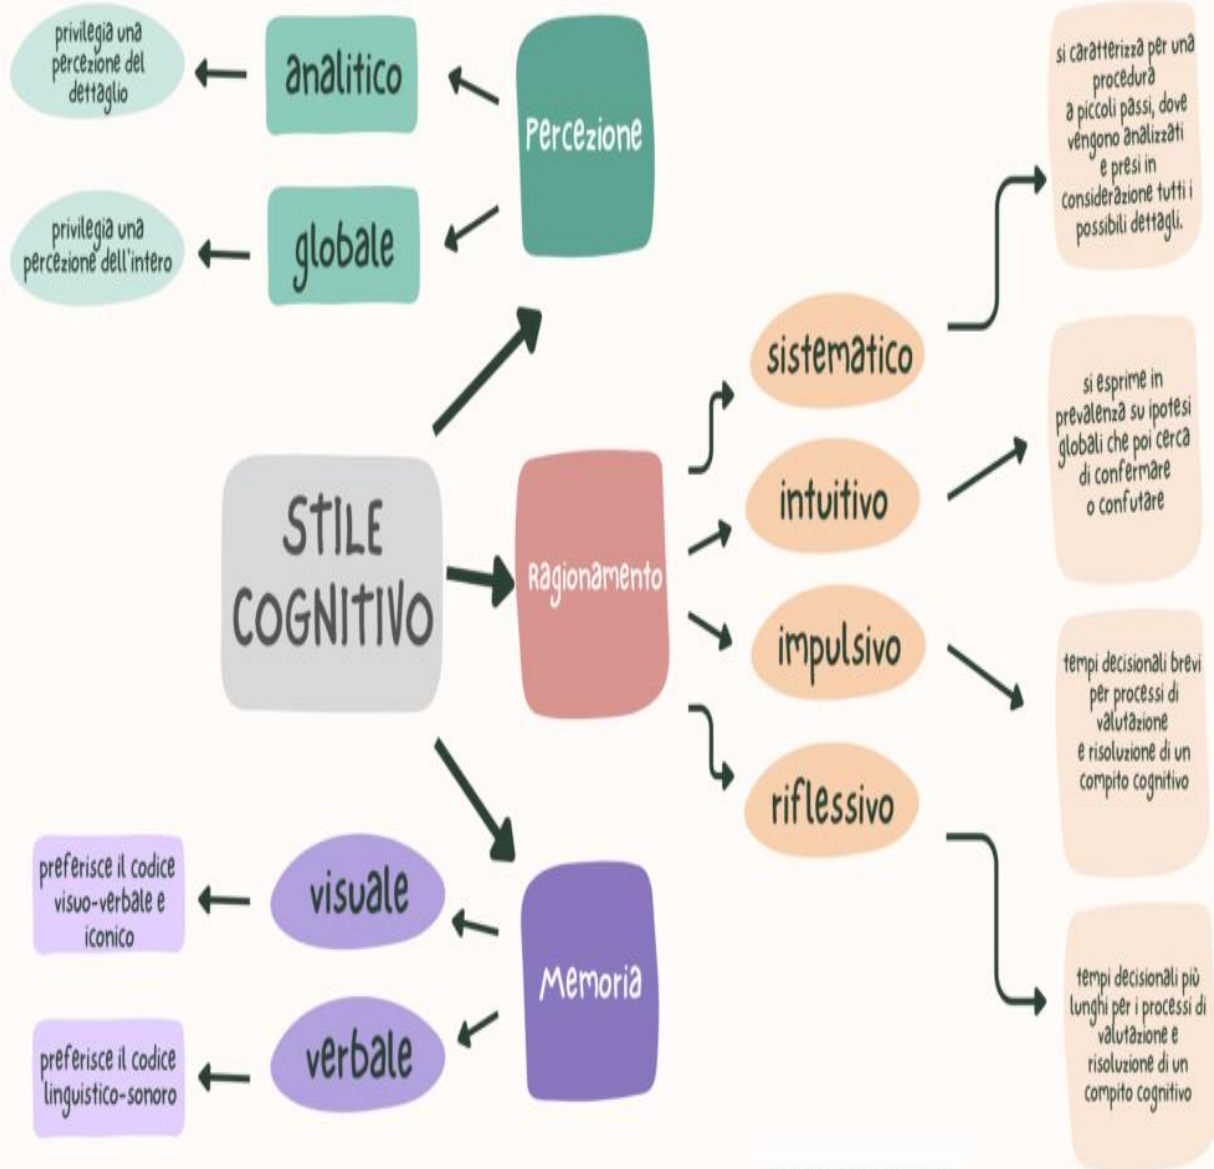 privilegia una
percezione del
dettaglio
analitico
Percezione
privilegia una
percezione dell'intero
globale
STILE
COGNITIVO
Ragionamento
sistematico
si caratterizza per una
procedura
a piccoli passi, dove
vengono analizzati
e presi in
considerazione tutti i
possibili dettagli.
intuitivo
si esprime in
prevalenza su ipotesi
globali che poi cerca
di confermare
o confutare
impulsivo
tempi decisionali brevi
per processi di
valutazione
e risoluzione di un
compito cognitivo
riflessivo
tempi decisionali più
lunghi per i processi di
valutazione e
risoluzione di un
compito cognitivo
Memoria
visuale
preferisce il codice
visuo-verbale e
iconico
verbale
preferisce il codice
linguistico-sonoro